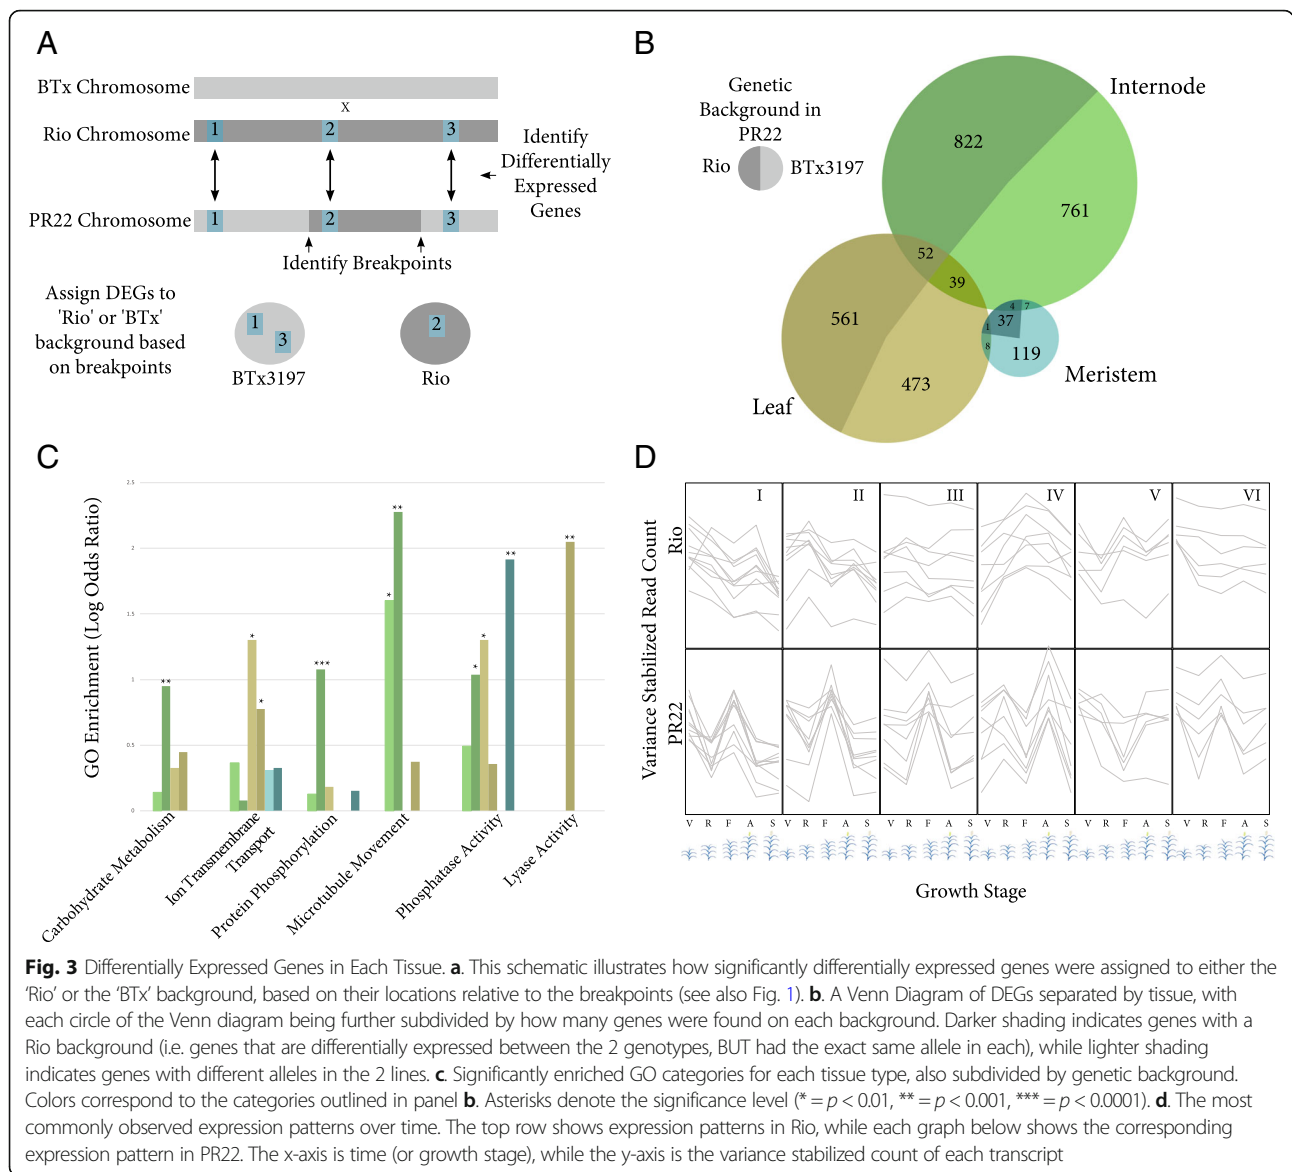 A
BTx Chromosome
X
Rio Chromosome
1
2
3
Identify
Differentially
Expressed
Genes
PR22 Chromosome
1
2
3
Identify Breakpoints
Assign DEGs to
'Rio' or 'BTx'
background based
on breakpoints
1
3
2
BTx3197
Rio
B
Genetic
Background in
PR22
Rio
BTx3197
Internode
822
761
52
39
4
7
37
1
8
119
561
473
Leaf
Meristem
C
GO Enrichment (Log Odds Ratio)
2.5
2
1.5
1
0.5
0
**
*
*
***
*
**
*
*
**
**
Carbohydrate Metabolism
Ion Transmembrane
Transport
Protein Phosphorylation
Microtubule Movement
Phosphatase Activity
Lyase Activity
D
Variance Stabilized Read Count
Rio
PR22
I
II
III
IV
V
VI
V R F A S V R F A S V R F A S V R F A S V R F A S V R F A S
Growth Stage
Fig. 3 Differentially Expressed Genes in Each Tissue. a. This schematic illustrates how significantly differentially expressed genes were assigned to either the
'Rio' or the 'BTx' background, based on their locations relative to the breakpoints (see also Fig. 1). b. A Venn Diagram of DEGs separated by tissue, with
each circle of the Venn diagram being further subdivided by how many genes were found on each background. Darker shading indicates genes with a
Rio background (i.e. genes that are differentially expressed between the 2 genotypes, BUT had the exact same allele in each), while lighter shading
indicates genes with different alleles in the 2 lines. c. Significantly enriched GO categories for each tissue type, also subdivided by genetic background.
Colors correspond to the categories outlined in panel b. Asterisks denote the significance level (* = p < 0.01, ** = p < 0.001, *** = p < 0.0001). d. The most
commonly observed expression patterns over time. The top row shows expression patterns in Rio, while each graph below shows the corresponding
expression pattern in PR22. The x-axis is time (or growth stage), while the y-axis is the variance stabilized count of each transcript